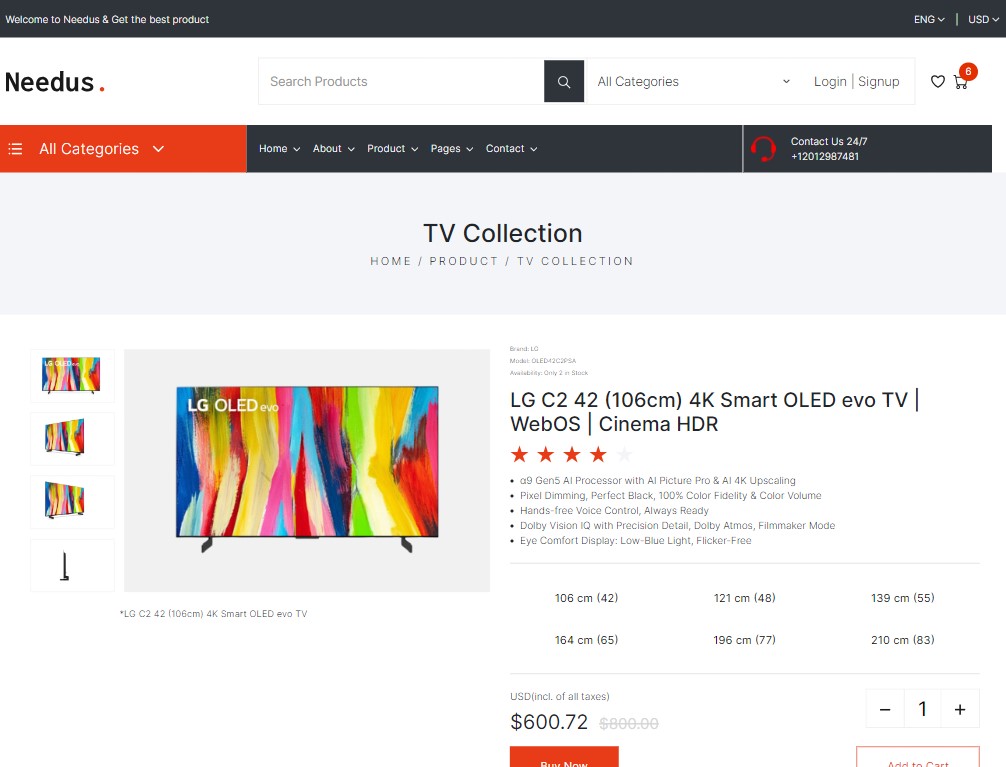 Welcome to Needus & Get the best product
ENG
USD
Needus.
Search Products
All Categories
Login | Signup
6
All Categories
Home
About
Product
Pages
Contact
Contact Us 24/7
+12012987481
TV Collection
HOME / PRODUCT / TV COLLECTION
LG OLED evo
LG OLED evo
*LG C2 42 (106cm) 4K Smart OLED evo TV
Brand: LG
Model: OLED42C2PSA
Availability: Only 2 in Stock
LG C2 42 (106cm) 4K Smart OLED evo TV |
WebOS | Cinema HDR
• α9 Gen5 AI Processor with AI Picture Pro & AI 4K Upscaling
• Pixel Dimming, Perfect Black, 100% Color Fidelity & Color Volume
• Hands-free Voice Control, Always Ready
• Dolby Vision IQ with Precision Detail, Dolby Atmos, Filmmaker Mode
• Eye Comfort Display: Low-Blue Light, Flicker-Free
106 cm (42)
121 cm (48)
139 cm (55)
164 cm (65)
196 cm (77)
210 cm (83)
USD(incl. of all taxes)
$600.72 $800.00
− 1 +
Buy Now
Add to Cart